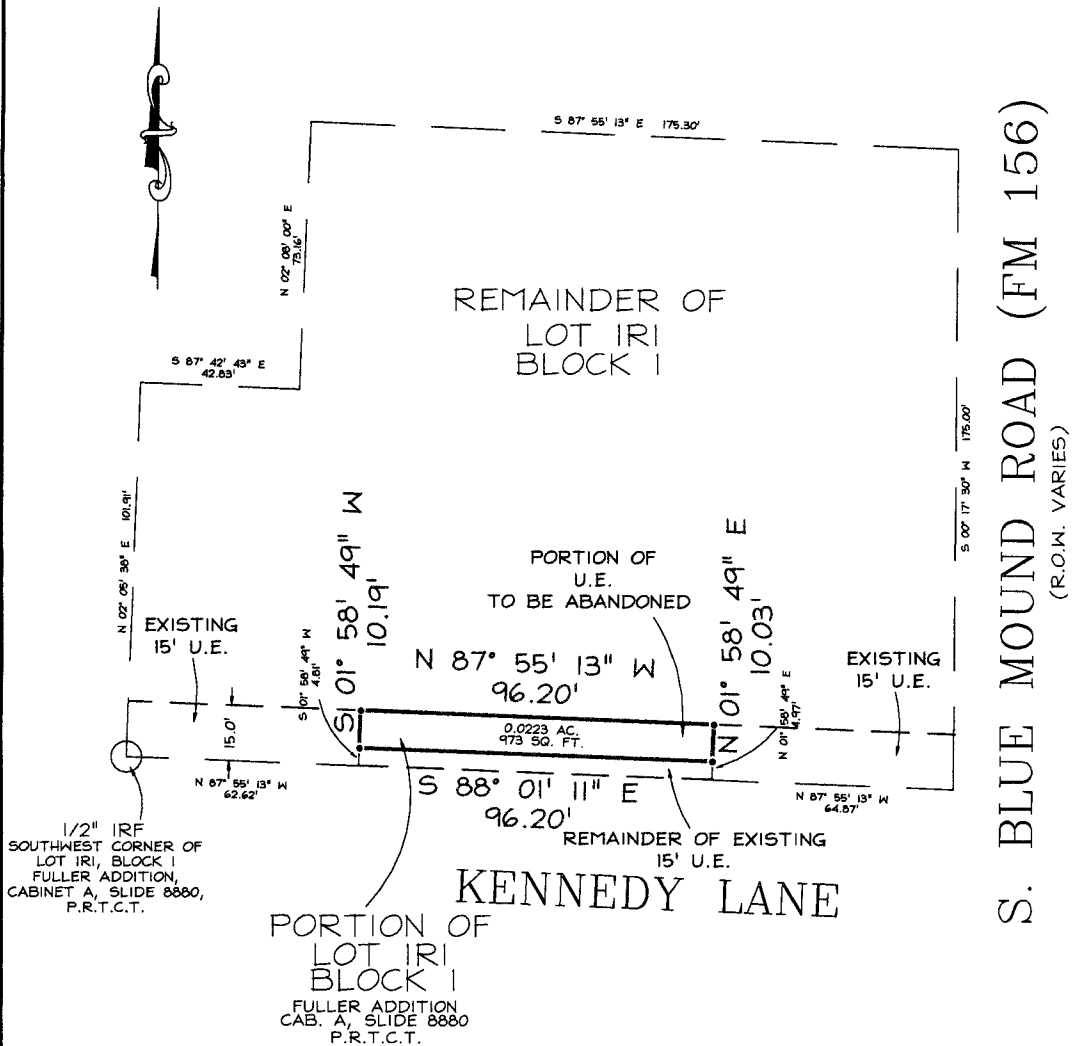 S 87° 55' 13" E 175.30'
N 02° 08' 00" E
73.16'
REMAINDER OF
LOT 1R1
BLOCK 1
S 87° 42' 43" E
42.83'
S. BLUE MOUND ROAD (FM 156)
(R.O.W. VARIES)
S 00° 17' 30" W 175.00'
N 02° 05' 38" E 101.91'
EXISTING
15' U.E.
15.0'
S 01° 58' 49" W
4.81'
S 01° 58' 49" W
10.19'
PORTION OF
U.E.
TO BE ABANDONED
N 87° 55' 13" W
96.20'
N 01° 58' 49" E
10.03'
N 01° 58' 49" E
4.97'
EXISTING
15' U.E.
0.0223 AC.
973 SQ. FT.
N 87° 55' 13" W
62.62'
S 88° 01' 11" E
96.20'
N 87° 55' 13" W
64.87'
REMAINDER OF EXISTING
15' U.E.
1/2" IRF
SOUTHWEST CORNER OF
LOT 1R1, BLOCK 1
FULLER ADDITION,
CABINET A, SLIDE 8880,
P.R.T.C.T.
KENNEDY LANE
PORTION OF
LOT 1R1
BLOCK 1
FULLER ADDITION
CAB. A, SLIDE 8880
P.R.T.C.T.